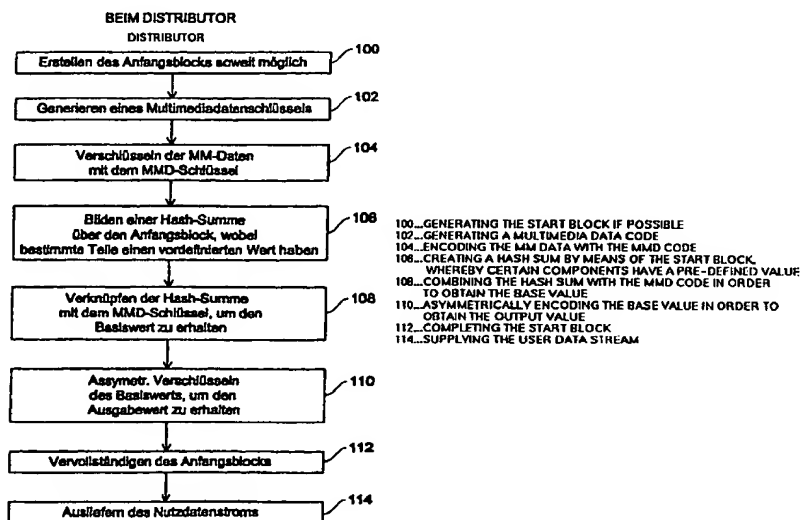 BEIM DISTRIBUTOR
DISTRIBUTOR
Erstellen des Anfangsblocks soweit möglich
100
Generieren eines Multimediadatenschlüssels
102
Verschlüsseln der MM-Daten
mit dem MMD-Schlüssel
104
Bilden einer Hash-Summe
über den Anfangsblock, wobei
bestimmte Teile einen vordefinierten Wert haben
106
Verknüpfen der Hash-Summe
mit dem MMD-Schlüssel, um den
Basiswert zu erhalten
108
Assymetr. Verschlüsseln
des Basiswerts, um den
Ausgabewert zu erhalten
110
Vervollständigen des Anfangsblocks
112
Ausliefern des Nutzdatenstroms
114
100...GENERATING THE START BLOCK IF POSSIBLE
102...GENERATING A MULTIMEDIA DATA CODE
104...ENCODING THE MM DATA WITH THE MMD CODE
106...CREATING A HASH SUM BY MEANS OF THE START BLOCK,
WHEREBY CERTAIN COMPONENTS HAVE A PRE-DEFINED VALUE
108...COMBINING THE HASH SUM WITH THE MMD CODE IN ORDER
TO OBTAIN THE BASE VALUE
110...ASYMMETRICALLY ENCODING THE BASE VALUE IN ORDER TO
OBTAIN THE OUTPUT VALUE
112...COMPLETING THE START BLOCK
114...SUPPLYING THE USER DATA STREAM